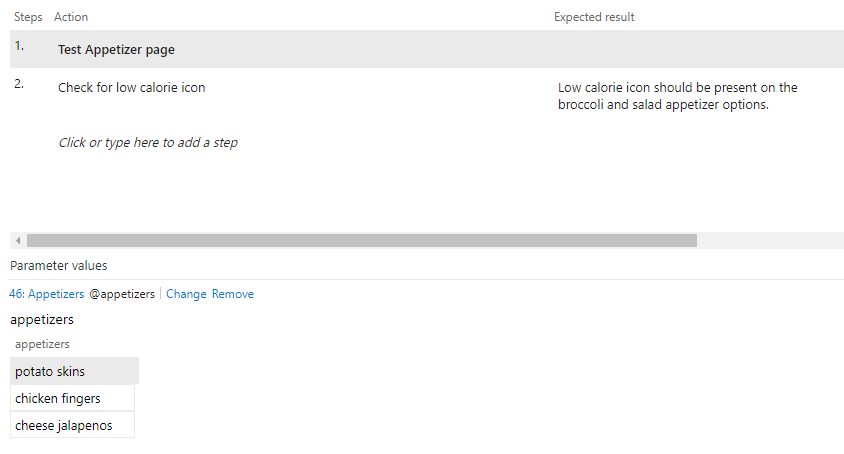 Steps Action Expected result
1. Test Appetizer page
2. Check for low calorie icon Low calorie icon should be present on the
broccoli and salad appetizer options.
Click or type here to add a step
Parameter values
46: Appetizers @appetizers | Change Remove
appetizers
appetizers
potato skins
chicken fingers
cheese jalapenos